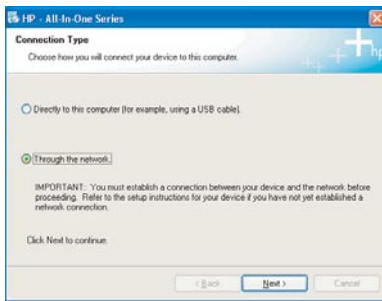 HP - All-In-One Series
Connection Type
Choose how you will connect your device to this computer.
hp
Directly to this computer (for example, using a USB cable).
Through the network.
IMPORTANT: You must establish a connection between your device and the network before
proceeding. Refer to the setup instructions for your device if you have not yet established a
network connection.
Click Next to continue.
< Back Next > Cancel